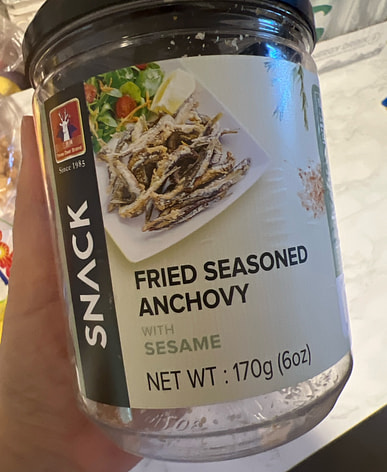 Since 1985
SNACK
FRIED SEASONED
ANCHOVY
WITH
SESAME
NET WT : 170g (6oz)